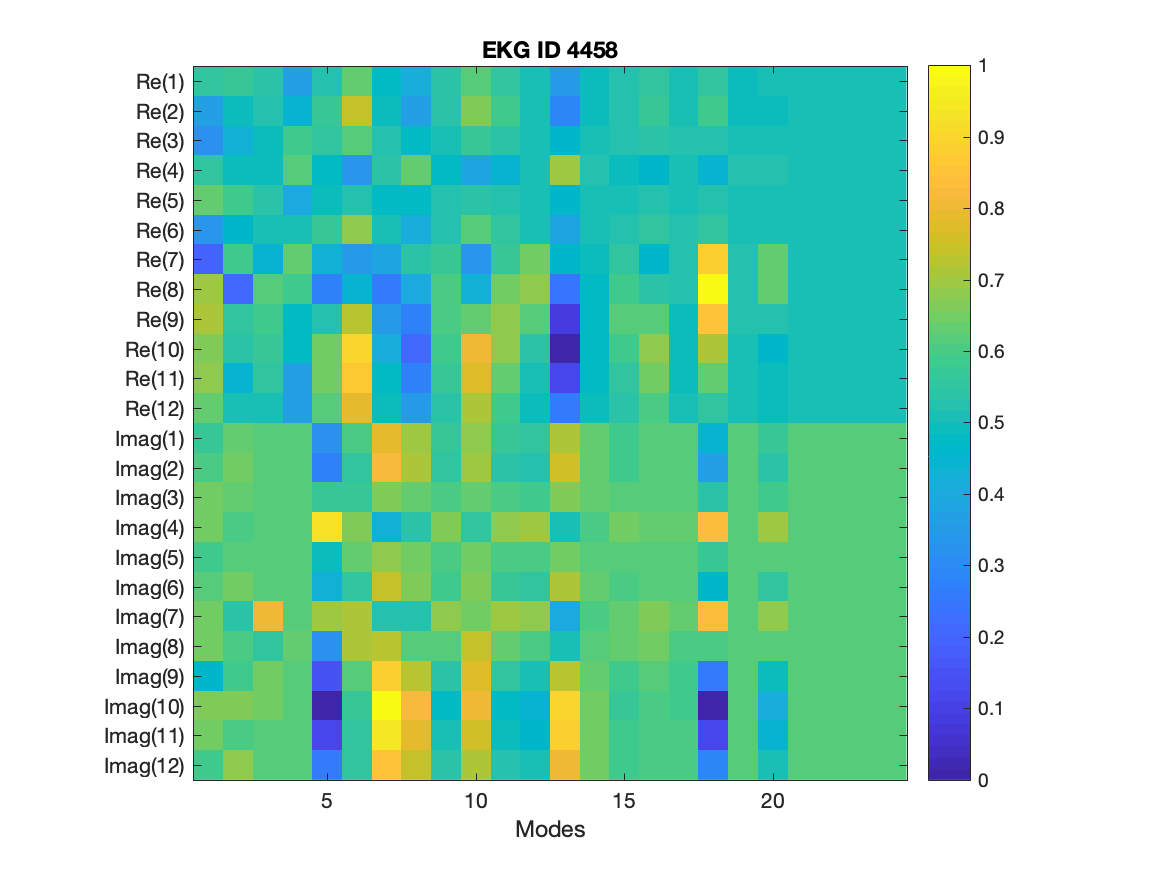 EKG ID 4458
Re(1)
Re(2)
Re(3)
Re(4)
Re(5)
Re(6)
Re(7)
Re(8)
Re(9)
Re(10)
Re(11)
Re(12)
Imag(1)
Imag(2)
Imag(3)
Imag(4)
Imag(5)
Imag(6)
Imag(7)
Imag(8)
Imag(9)
Imag(10)
Imag(11)
Imag(12)
5 10 15 20
Modes
1
0.9
0.8
0.7
0.6
0.5
0.4
0.3
0.2
0.1
0